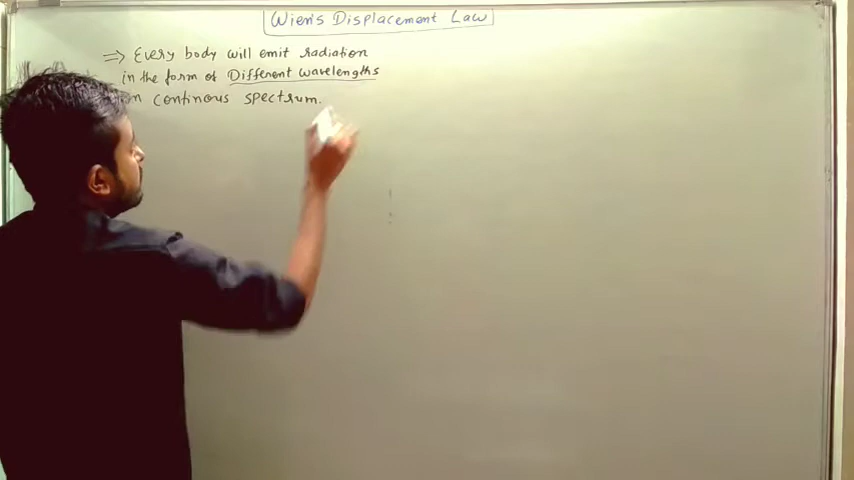 Wien's Displacement Law
⇒ Every body will emit radiation
in the form of Different wavelengths
in continous spectrum.